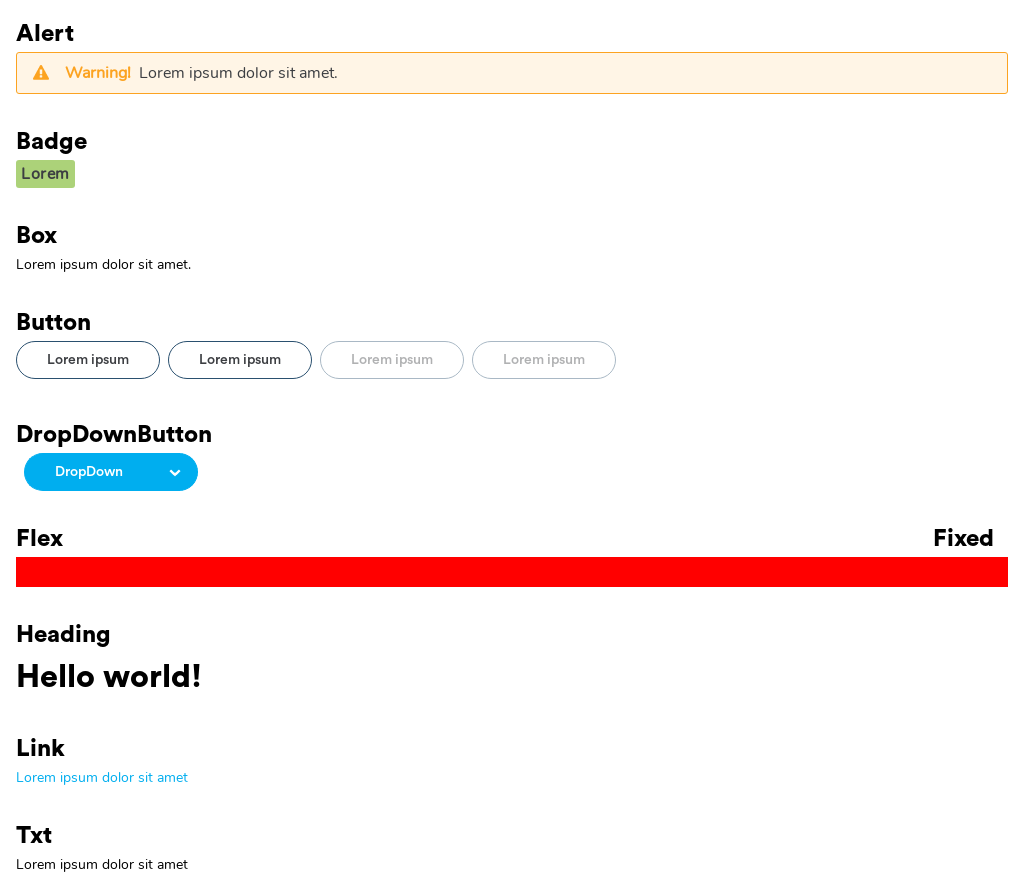 Alert
Warning! Lorem ipsum dolor sit amet.
Badge
Lorem
Box
Lorem ipsum dolor sit amet.
Button
Lorem ipsum Lorem ipsum Lorem ipsum Lorem ipsum
DropDownButton
DropDown
Flex Fixed
Heading
Hello world!
Link
Lorem ipsum dolor sit amet
Txt
Lorem ipsum dolor sit amet